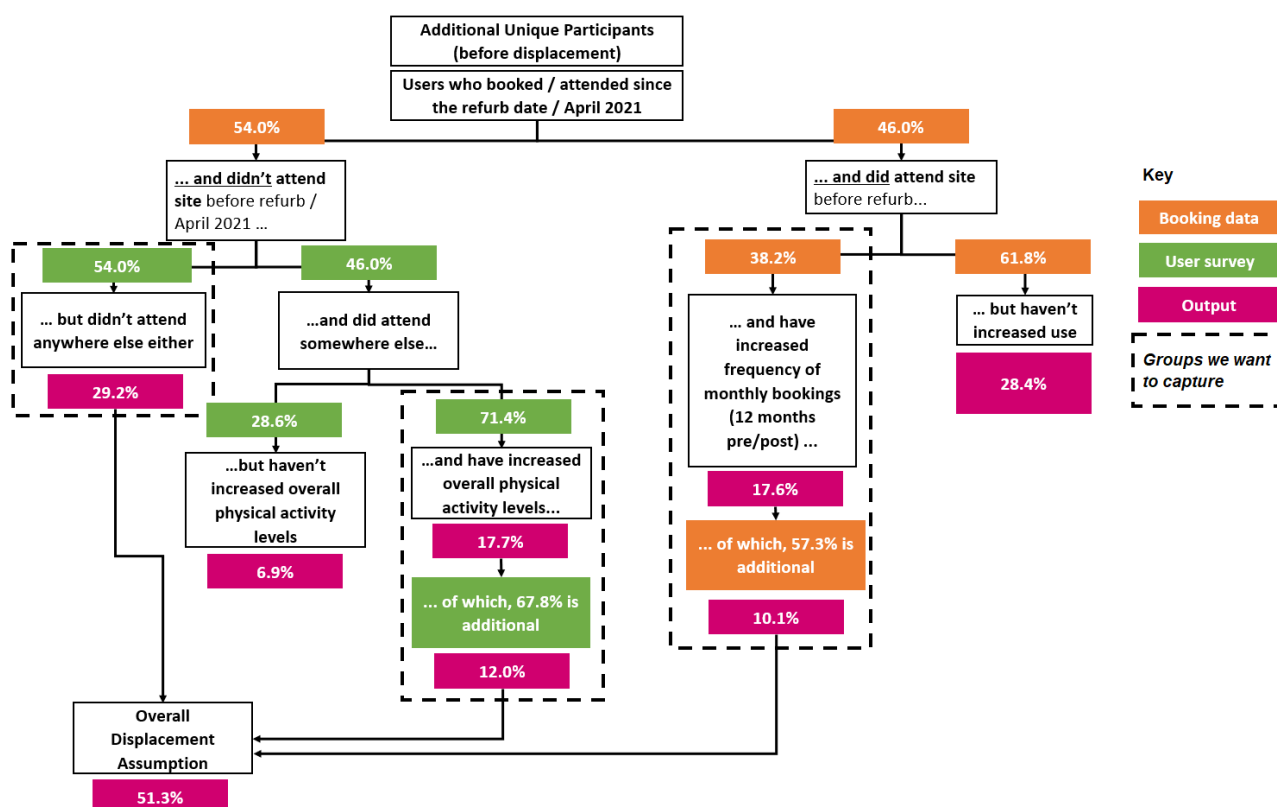 Additional Unique Participants
(before displacement)
Users who booked / attended since
the refurb date / April 2021
54.0%
46.0%
... and didn't attend
site before refurb /
April 2021 ...
... and did attend site
before refurb...
Key
Booking data
User survey
Output
Groups we want
to capture
54.0%
46.0%
38.2%
61.8%
... but didn't attend
anywhere else either
29.2%
...and did attend
somewhere else...
... and have
increased
frequency of
monthly bookings
(12 months
pre/post) ...
... but haven't
increased use
28.4%
28.6%
71.4%
...but haven't
increased overall
physical activity
levels
6.9%
...and have increased
overall physical
activity levels...
17.7%
... of which, 67.8% is
additional
12.0%
17.6%
... of which, 57.3% is
additional
10.1%
Overall
Displacement
Assumption
51.3%